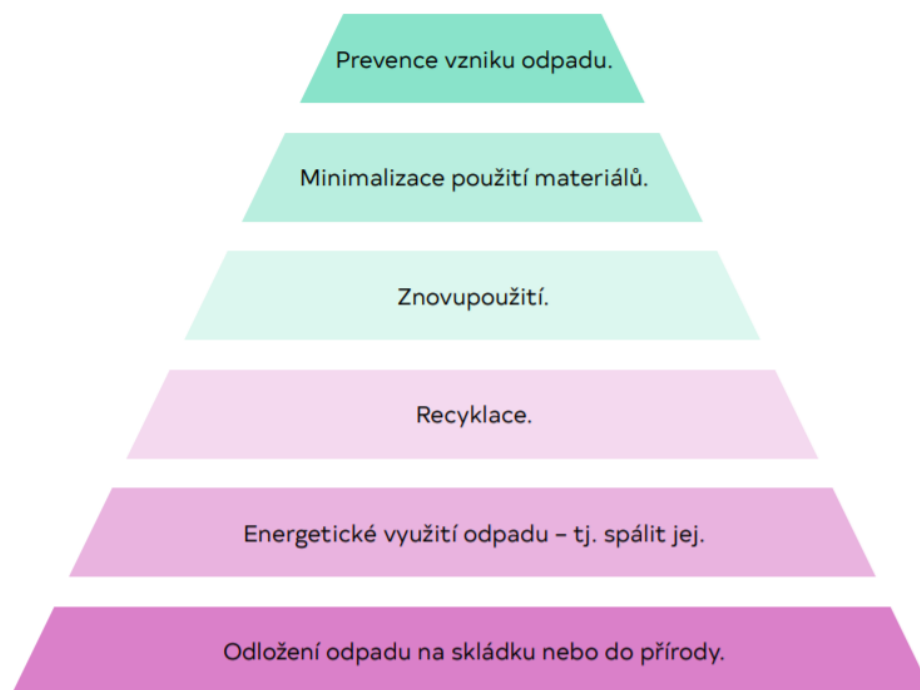 Prevence vzniku odpadu.
Minimalizace použití materiálů.
Znovupoužití.
Recyklace.
Energetické využití odpadu – tj. spálit jej.
Odložení odpadu na skládku nebo do přírody.